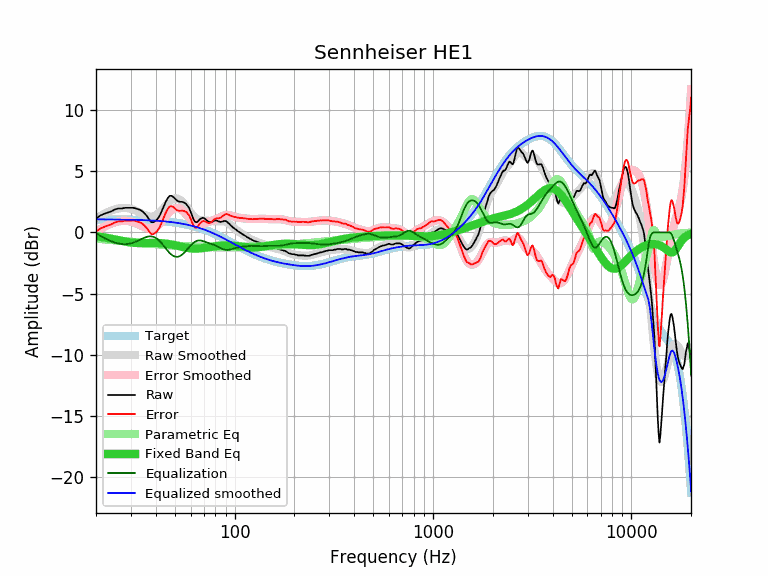 Sennheiser HE1
Amplitude (dBr)
10
5
0
−5
−10
−15
−20
Target
Raw Smoothed
Error Smoothed
Raw
Error
Parametric Eq
Fixed Band Eq
Equalization
Equalized smoothed
100 1000 10000
Frequency (Hz)